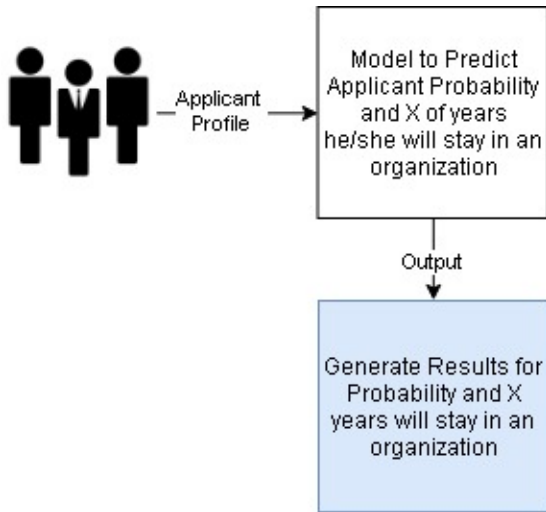 Applicant
Profile
Model to Predict
Applicant Probability
and X of years
he/she will stay in an
organization
Output
Generate Results for
Probability and X
years will stay in an
organization